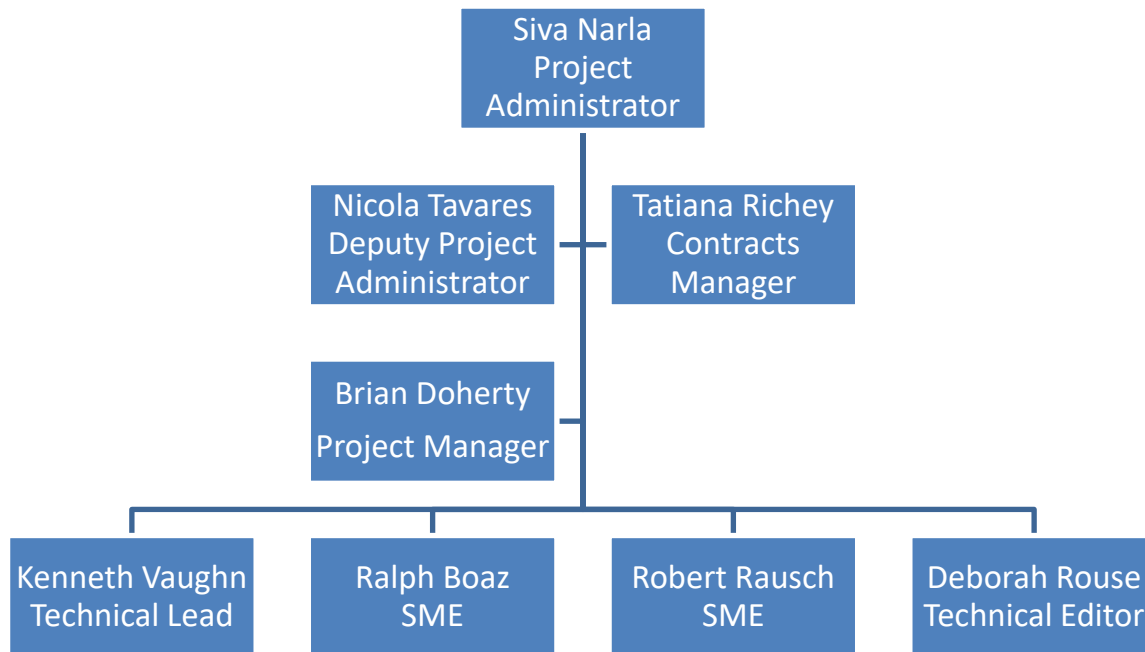 Siva Narla
Project
Administrator
Nicola Tavares
Deputy Project
Administrator
Tatiana Richey
Contracts
Manager
Brian Doherty
Project Manager
Kenneth Vaughn
Technical Lead
Ralph Boaz
SME
Robert Rausch
SME
Deborah Rouse
Technical Editor